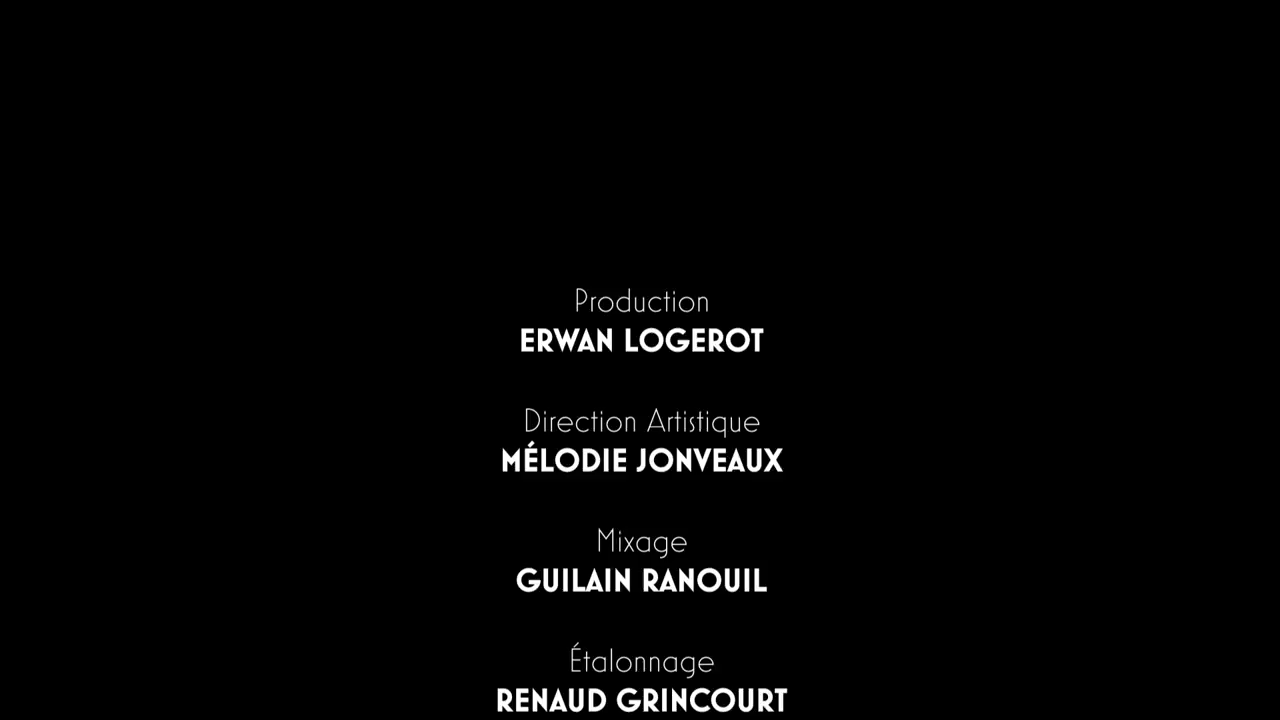 Production
ERWAN LOGEROT
Direction Artistique
MÉLODIE JONVEAUX
Mixage
GUILAIN RANOUIL
Étalonnage
RENAUD GRINCOURT